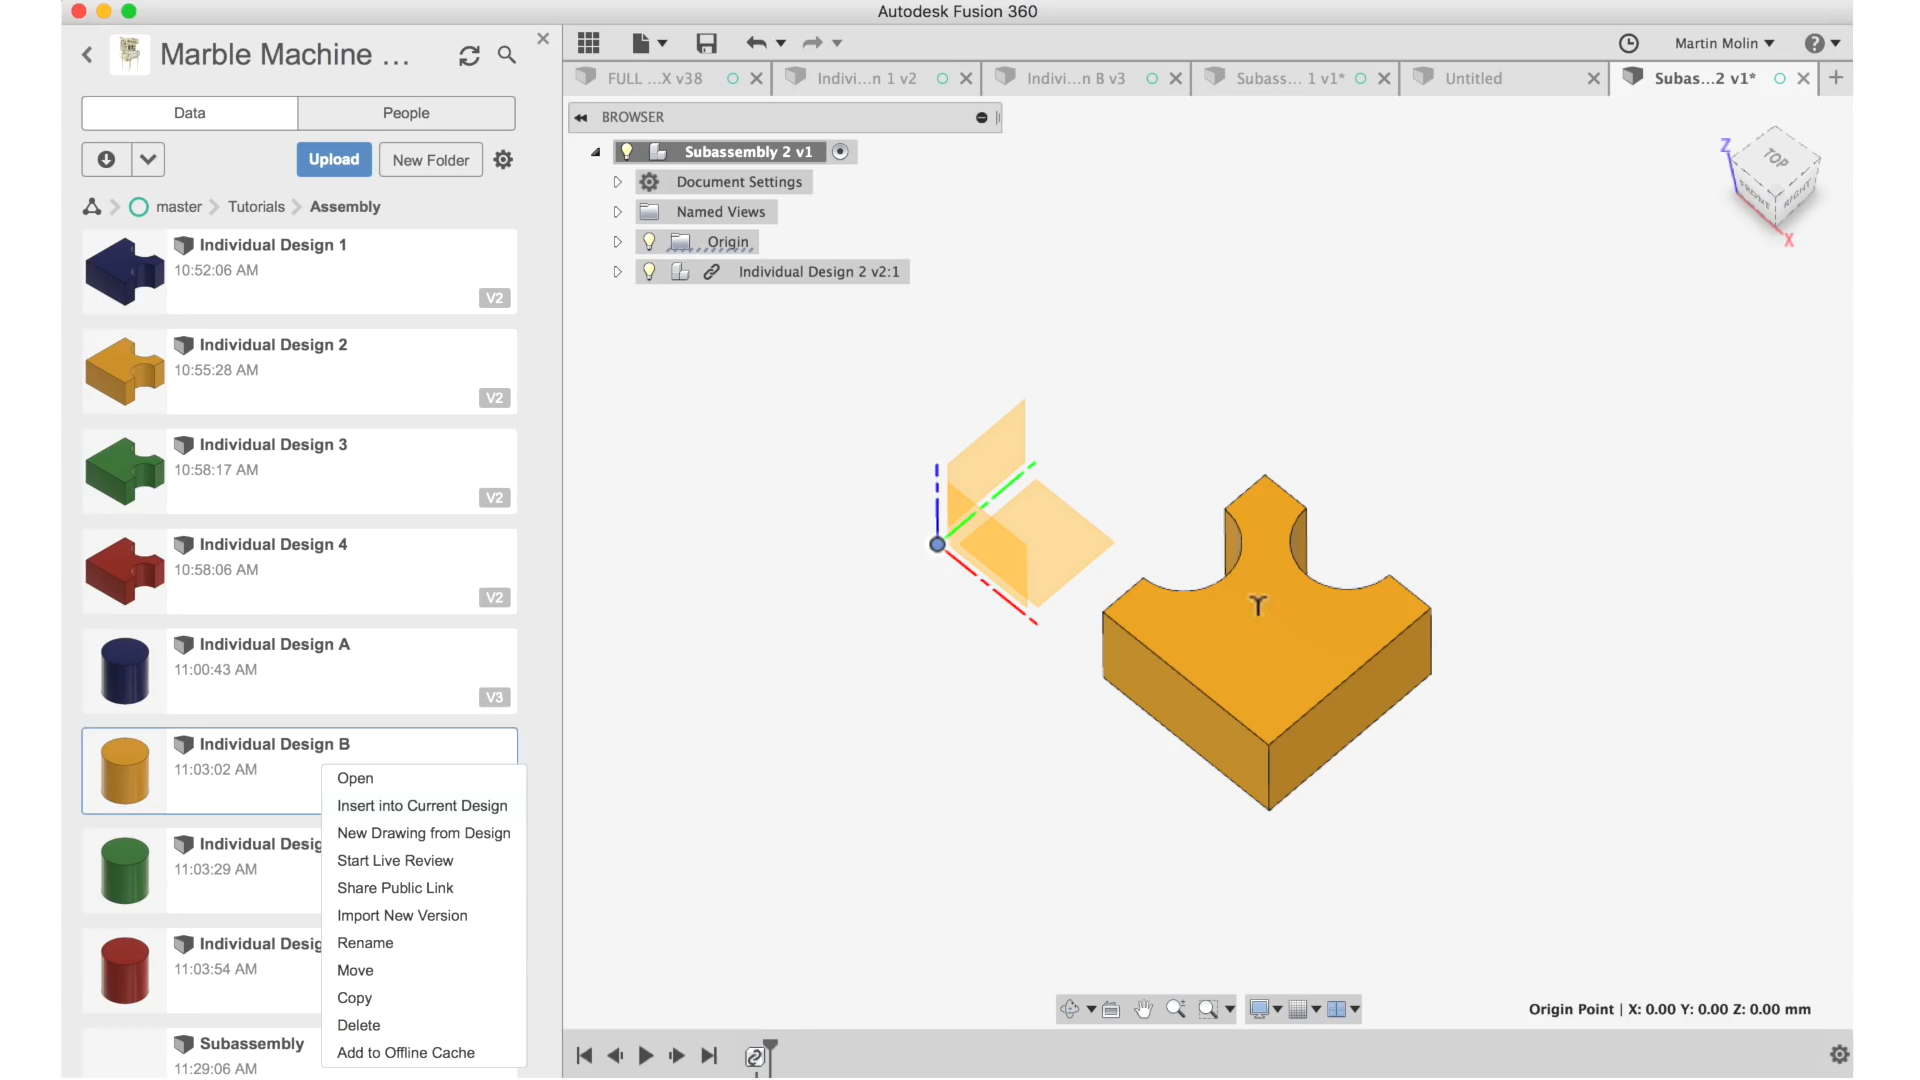 Autodesk Fusion 360
Marble Machine ...
Data People
Upload New Folder
master Tutorials Assembly
Individual Design 1
10:52:06 AM
V2
Individual Design 2
10:55:28 AM
V2
Individual Design 3
10:58:17 AM
V2
Individual Design 4
10:58:06 AM
V2
Individual Design A
11:00:43 AM
V3
Individual Design B
11:03:02 AM
Individual Desig
11:03:29 AM
Individual Desig
11:03:54 AM
Subassembly
11:29:06 AM
Open
Insert into Current Design
New Drawing from Design
Start Live Review
Share Public Link
Import New Version
Rename
Move
Copy
Delete
Add to Offline Cache
Martin Molin ?
FULL ...X v38 Indivi...n 1 v2 Indivi...n B v3 Subass... 1 v1* Untitled Subas...2 v1* +
BROWSER
Subassembly 2 v1
Document Settings
Named Views
Origin
Individual Design 2 v2:1
Z
TOP
FRONT RIGHT
X
Origin Point | X: 0.00 Y: 0.00 Z: 0.00 mm